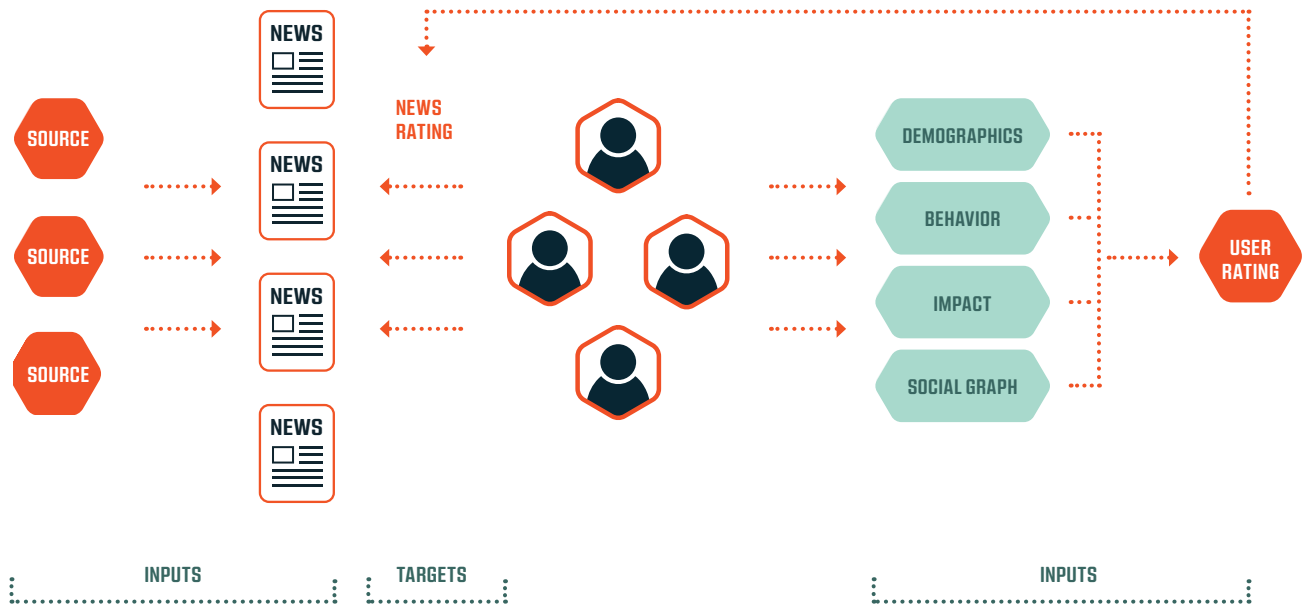 NEWS
SOURCE
NEWS
SOURCE
NEWS
SOURCE
NEWS
NEWS
RATING
DEMOGRAPHICS
BEHAVIOR
IMPACT
SOCIAL GRAPH
USER
RATING
INPUTS
TARGETS
INPUTS